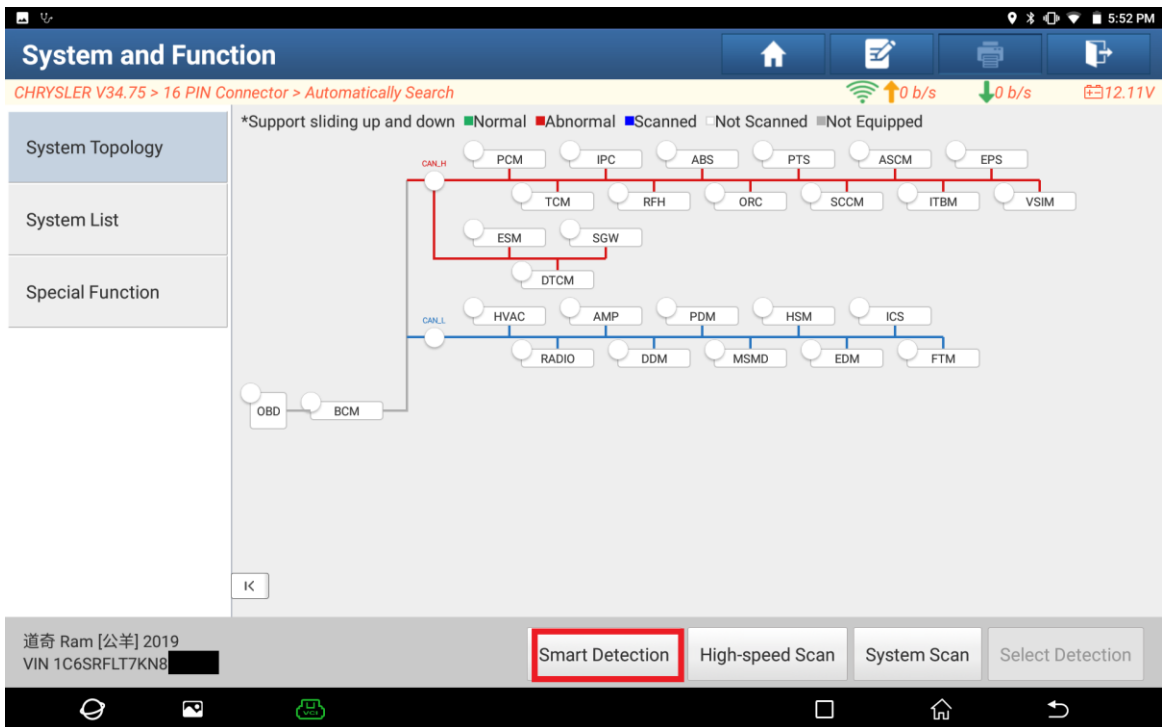 5:52 PM
System and Function
CHRYSLER V34.75 > 16 PIN Connector > Automatically Search
0 b/s
0 b/s
12.11V
System Topology
System List
Special Function
*Support sliding up and down Normal Abnormal Scanned Not Scanned Not Equipped
CAN_H
PCM IPC ABS PTS ASCM EPS
TCM RFH ORC SCCM ITBM VSIM
ESM SGW
DTCM
CAN_L
HVAC AMP PDM HSM ICS
RADIO DDM MSMD EDM FTM
OBD BCM
道奇 Ram [公羊] 2019
VIN 1C6SRFLT7KN8
Smart Detection High-speed Scan System Scan Select Detection
VCI